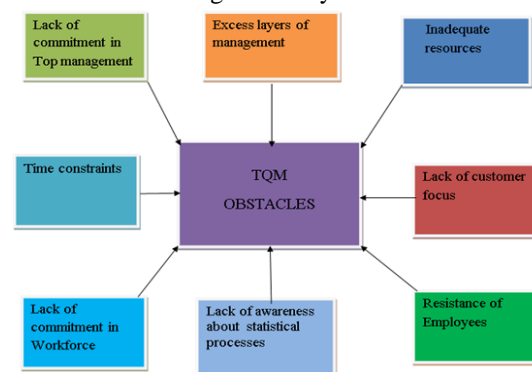 Lack of
commitment in
Top management
Excess layers of
management
Inadequate
resources
Time constraints
TQM
OBSTACLES
Lack of customer
focus
Lack of
commitment in
Workforce
Lack of awareness
about statistical
processes
Resistance of
Employees